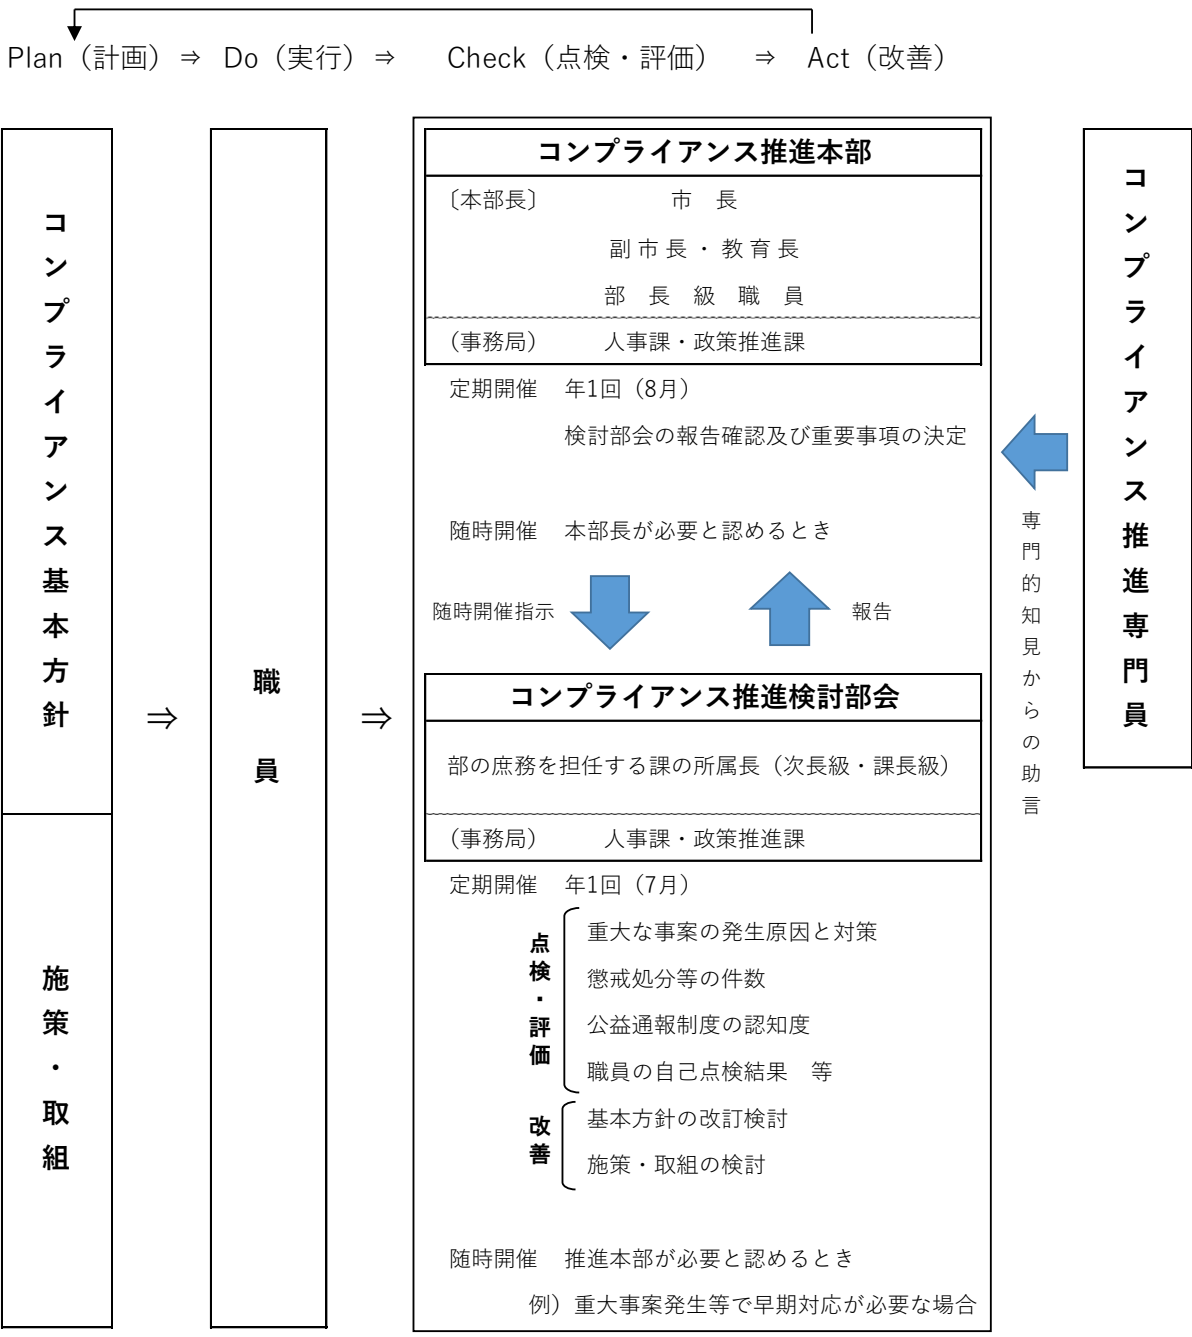 Plan（計画）⇒ Do（実行）⇒ Check（点検・評価） ⇒ Act（改善）
コンプライアンス基本方針
施策・取組
⇒
職員
⇒
コンプライアンス推進本部
〔本部長〕 市 長
副市長・教育長
部 長 級 職 員
（事務局） 人事課・政策推進課
定期開催 年1回（8月）
検討部会の報告確認及び重要事項の決定
随時開催 本部長が必要と認めるとき
随時開催指示
報告
コンプライアンス推進検討部会
部の庶務を担任する課の所属長（次長級・課長級）
（事務局） 人事課・政策推進課
定期開催 年1回（7月）
点検・評価
重大な事案の発生原因と対策
懲戒処分等の件数
公益通報制度の認知度
職員の自己点検結果 等
改善
基本方針の改訂検討
施策・取組の検討
随時開催 推進本部が必要と認めるとき
例）重大事案発生等で早期対応が必要な場合
専門的知見からの助言
コンプライアンス推進専門員